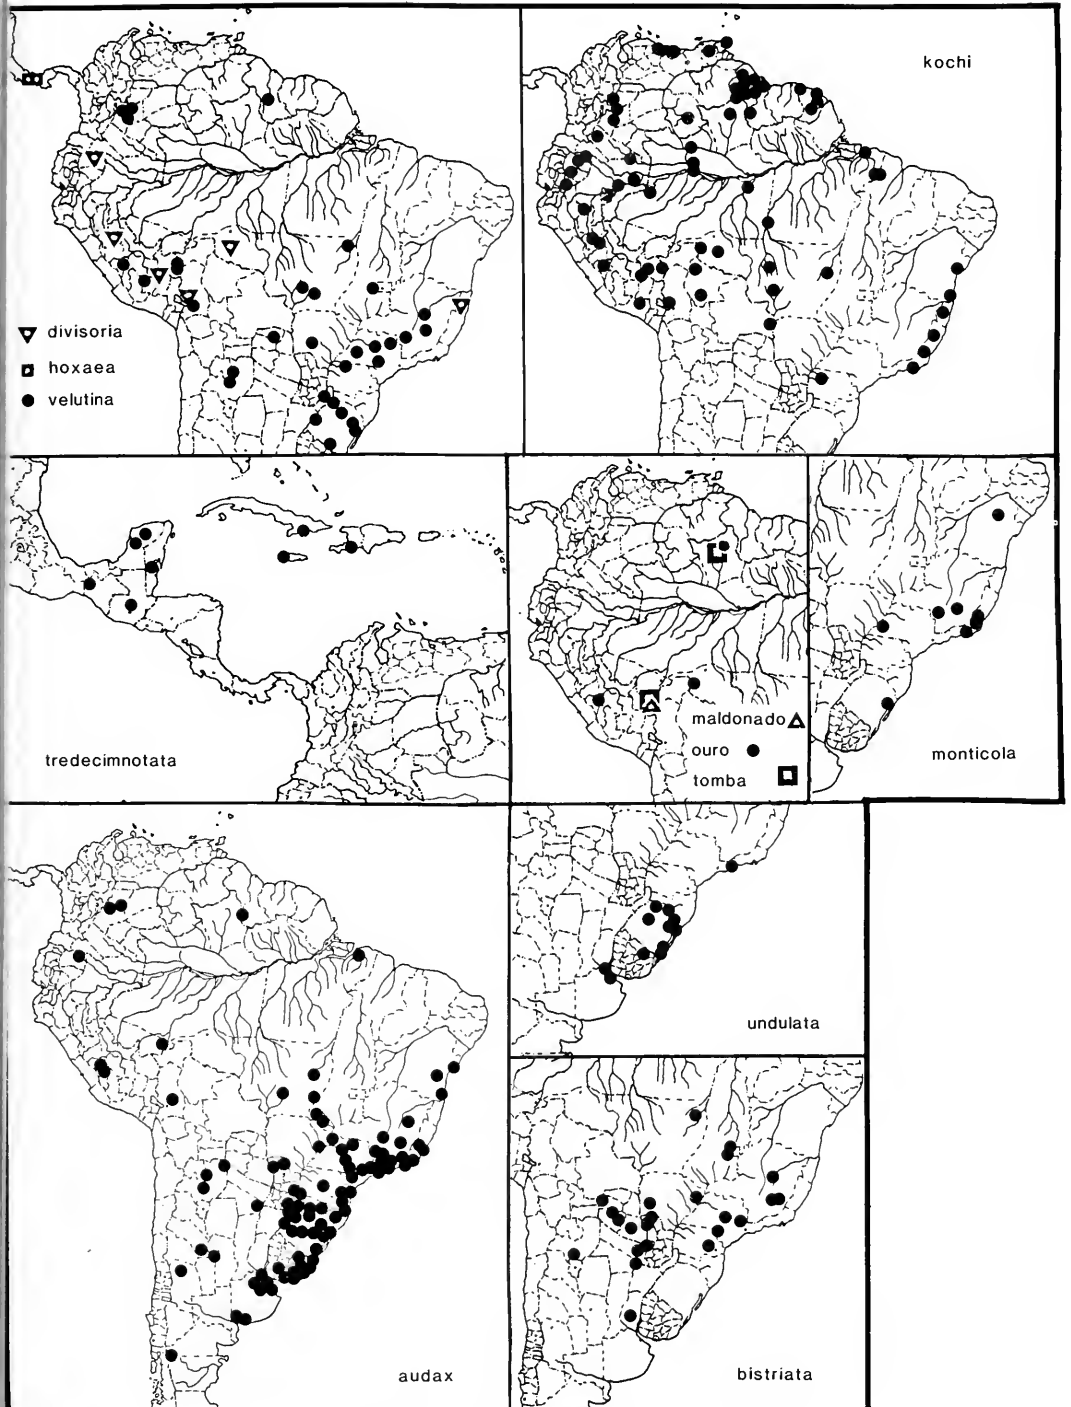 kochi
divisoria
hoxaea
velutina
tredecimnotata
maldonado
ouro
tomba
monticola
audax
undulata
bistriata